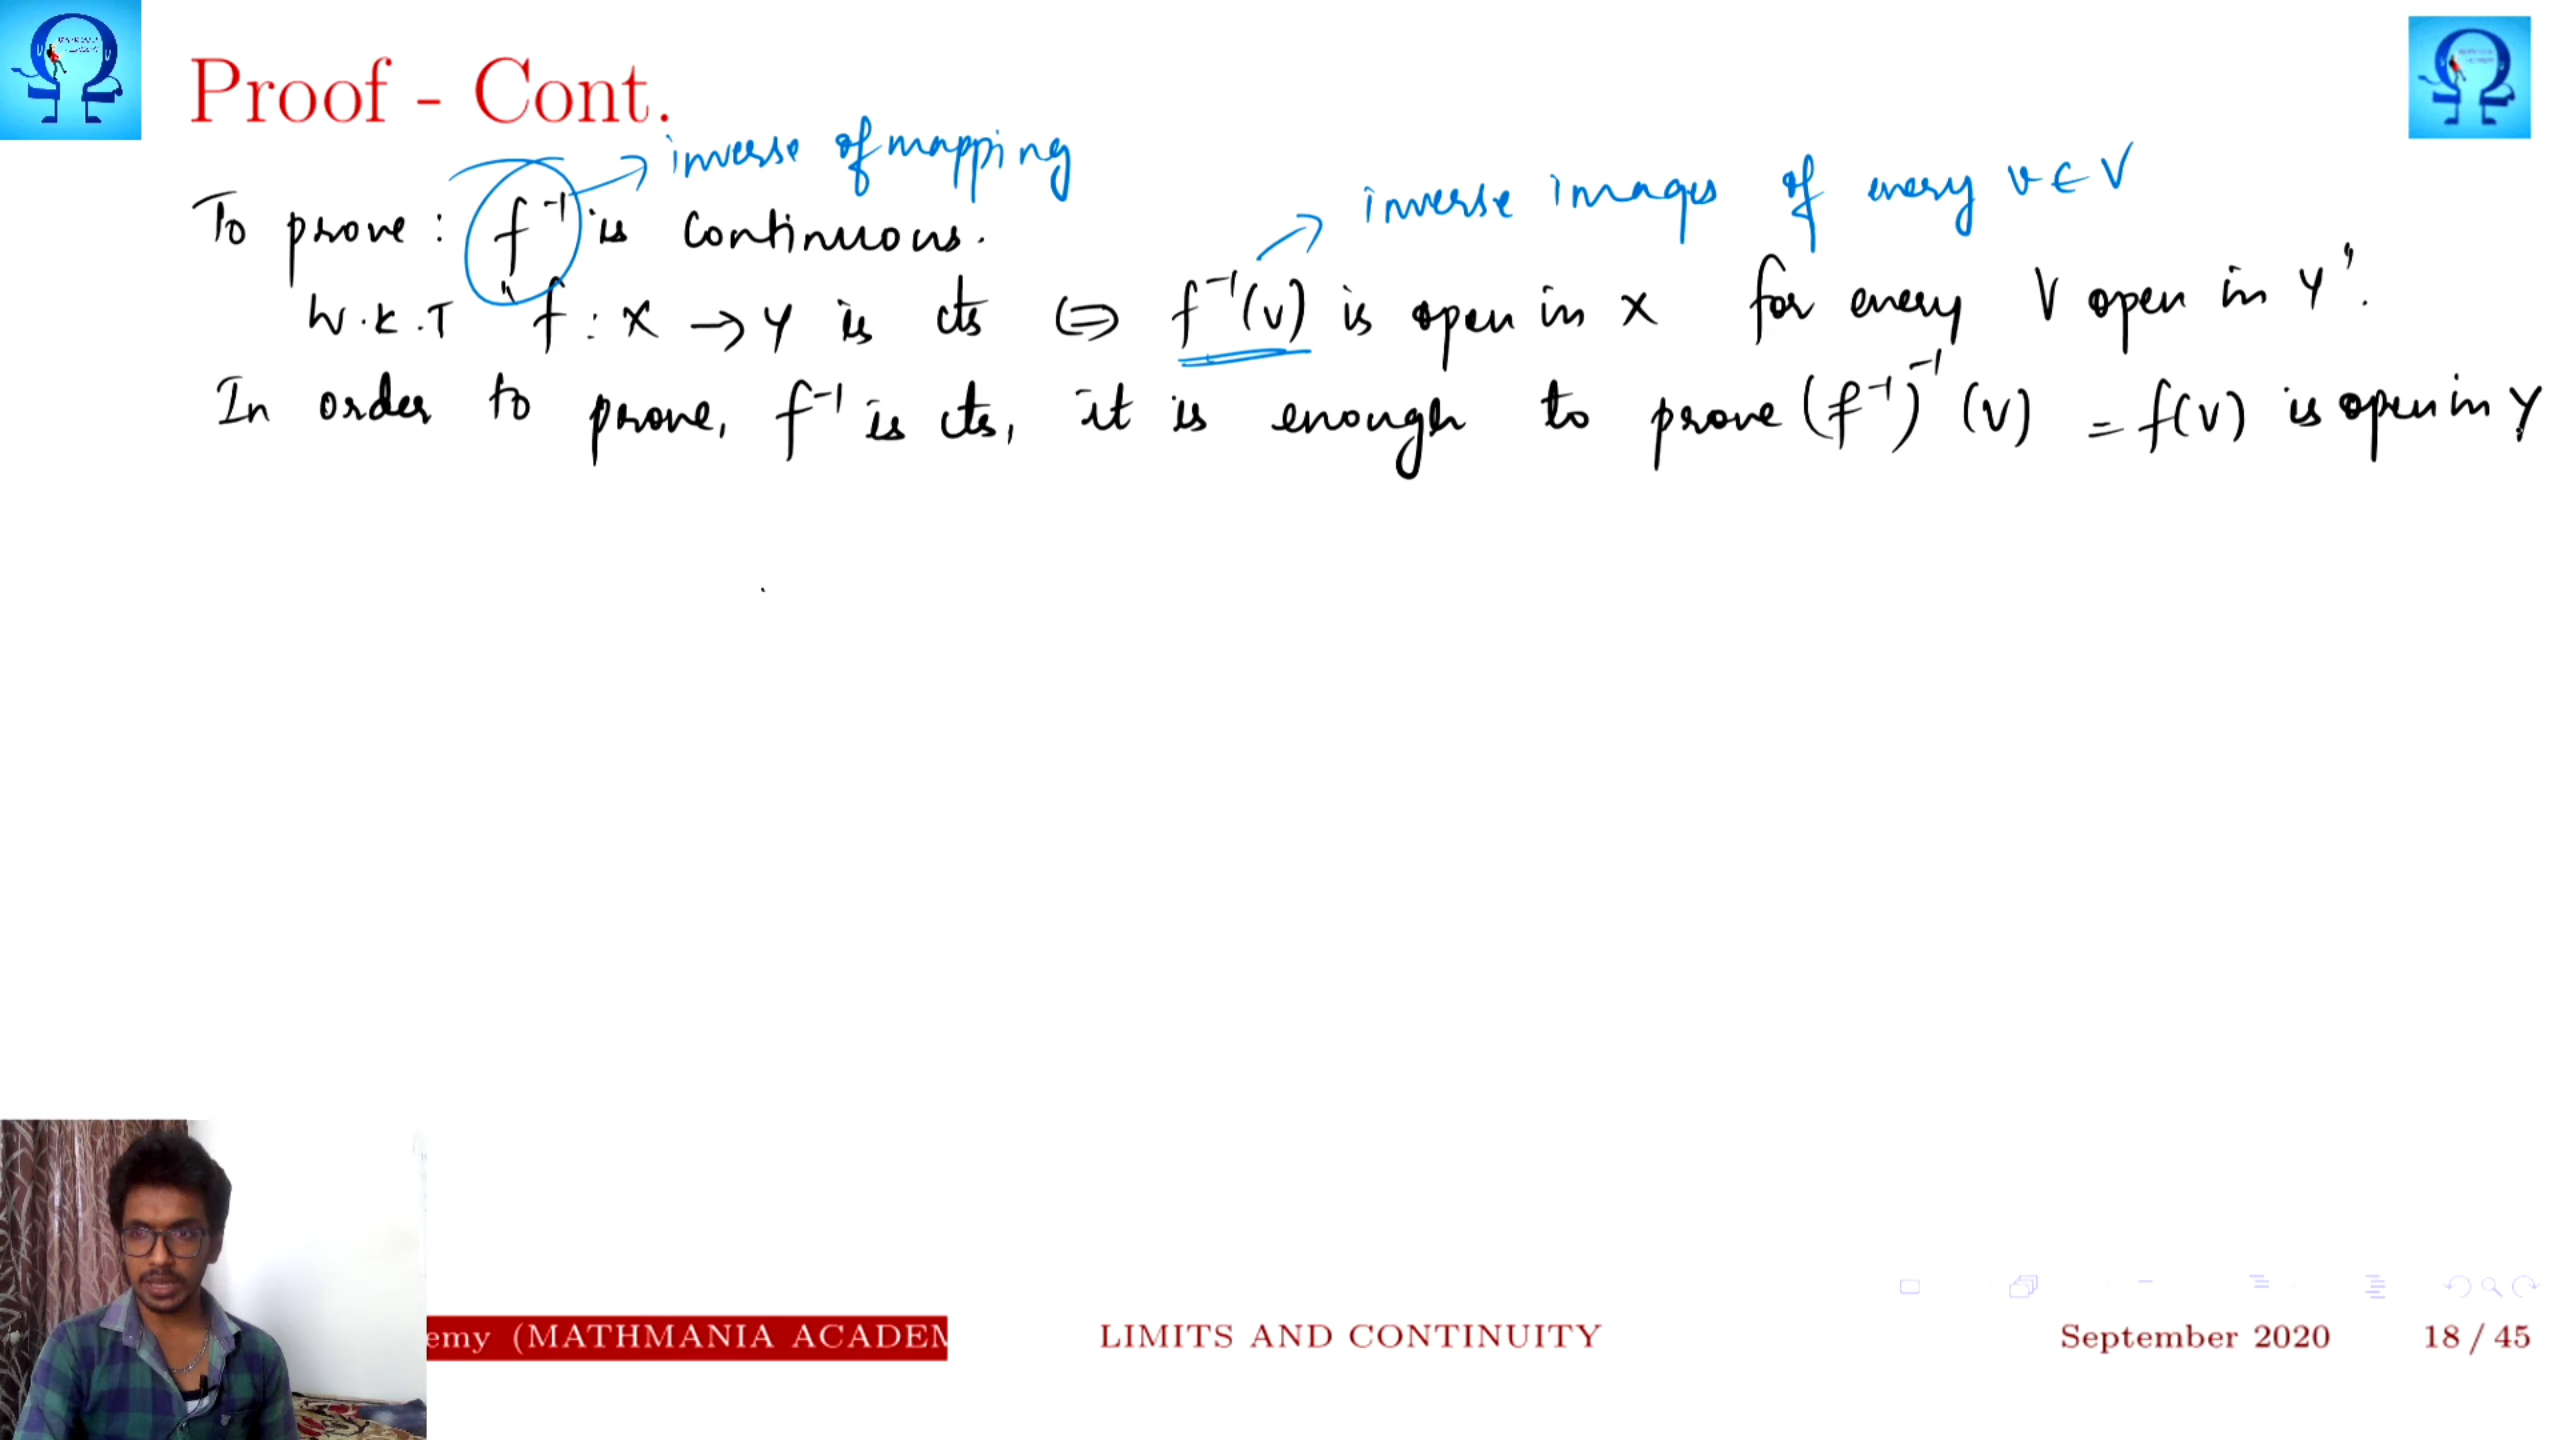 Proof - Cont.
inverse of mapping
inverse images of every v ∈ V
To prove : f⁻¹ is continuous.
W.K.T "f : X → Y is cts ⇔ f⁻¹(V) is open in X for every V open in Y".
In order to prove, f⁻¹ is cts, it is enough to prove (f⁻¹)⁻¹ (V) = f(V) is open in Y
emy (MATHMANIA ACADEM
LIMITS AND CONTINUITY
September 2020
18 / 45